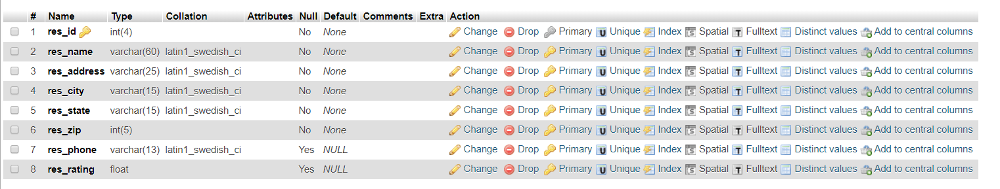 # Name Type Collation Attributes Null Default Comments Extra Action
1 res_id int(4) No None Change Drop Primary Unique Index Spatial Fulltext Distinct values Add to central columns
2 res_name varchar(60) latin1_swedish_ci No None Change Drop Primary Unique Index Spatial Fulltext Distinct values Add to central columns
3 res_address varchar(25) latin1_swedish_ci No None Change Drop Primary Unique Index Spatial Fulltext Distinct values Add to central columns
4 res_city varchar(15) latin1_swedish_ci No None Change Drop Primary Unique Index Spatial Fulltext Distinct values Add to central columns
5 res_state varchar(15) latin1_swedish_ci No None Change Drop Primary Unique Index Spatial Fulltext Distinct values Add to central columns
6 res_zip int(5) No None Change Drop Primary Unique Index Spatial Fulltext Distinct values Add to central columns
7 res_phone varchar(13) latin1_swedish_ci Yes NULL Change Drop Primary Unique Index Spatial Fulltext Distinct values Add to central columns
8 res_rating float Yes NULL Change Drop Primary Unique Index Spatial Fulltext Distinct values Add to central columns